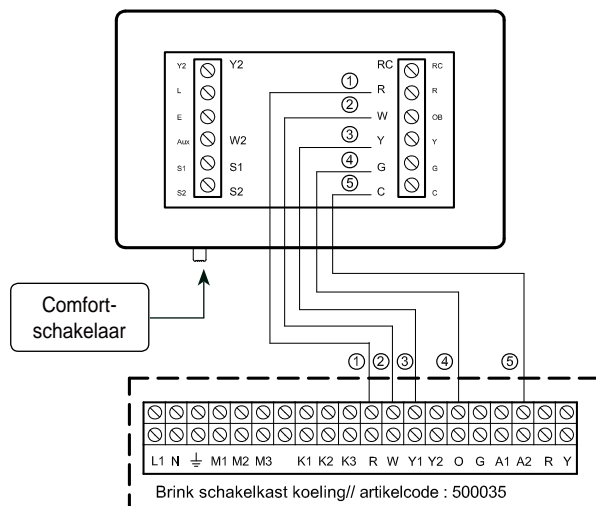 Y2 Y2 RC RC
L ① R R
E ② W OB
Aux W2 ③ Y Y
S1 S1 ④ G G
S2 S2 ⑤ C C
Comfort-
schakelaar
① ② ③ ④ ⑤
L1 N ⏚ M1 M2 M3 K1 K2 K3 R W Y1 Y2 O G A1 A2 R Y
Brink schakelkast koeling// artikelcode : 500035